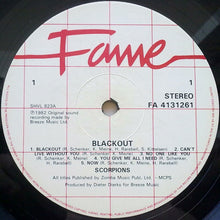 Fame
1
1
SHVL 823A
STEREO
℗1982 Original sound
recording made by
Breeze Music Ltd.
FA 4131261
BLACKOUT
1. BLACKOUT (R. Schenker, K. Meine, H. Rarebell, S. Kittelsen) 2. CAN'T
LIVE WITHOUT YOU (R. Schenker, K. Meine) 3. NO ONE LIKE YOU
(R. Schenker, K. Meine) 4. YOU GIVE ME ALL I NEED (R. Schenker,
H. Rarebell) 5. NOW! (R. Schenker, K. Meine, H. Rarebell)
SCORPIONS
All titles Published by Zomba Music Publ. Ltd. – MCPS
Produced by Dieter Dierks for Breeze Music